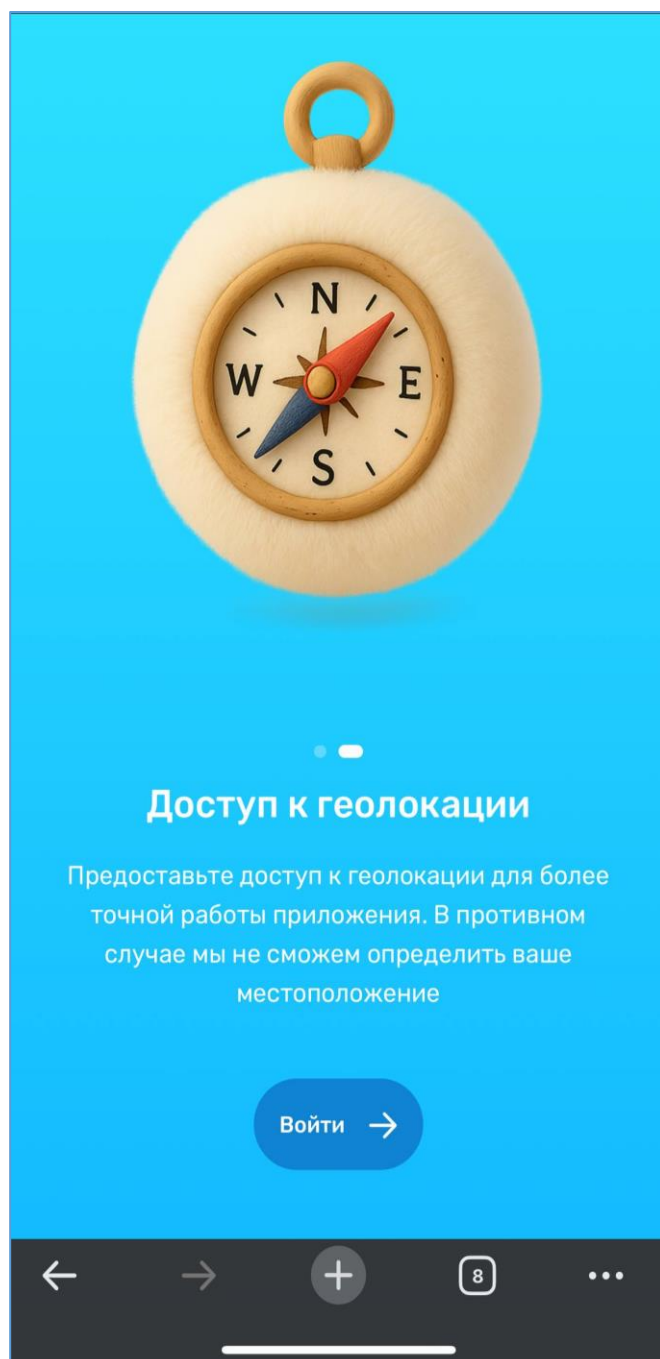 N
W E
S
Доступ к геолокации
Предоставьте доступ к геолокации для более
точной работы приложения. В противном
случае мы не сможем определить ваше
местоположение
Войти
8